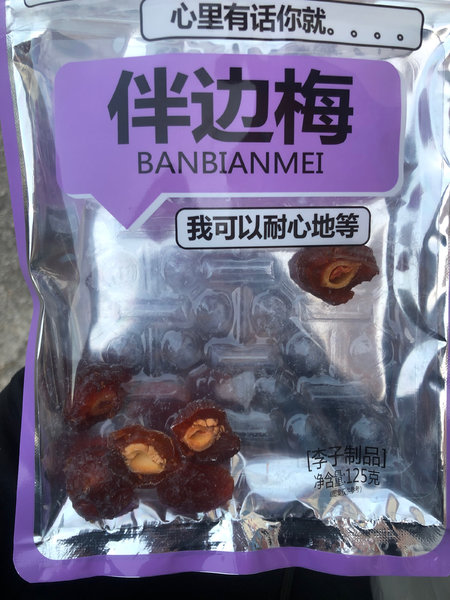 心里有话你就。。。。
伴边梅
BANBIANMEI
我可以耐心地等
[李子制品]
净含量:125克